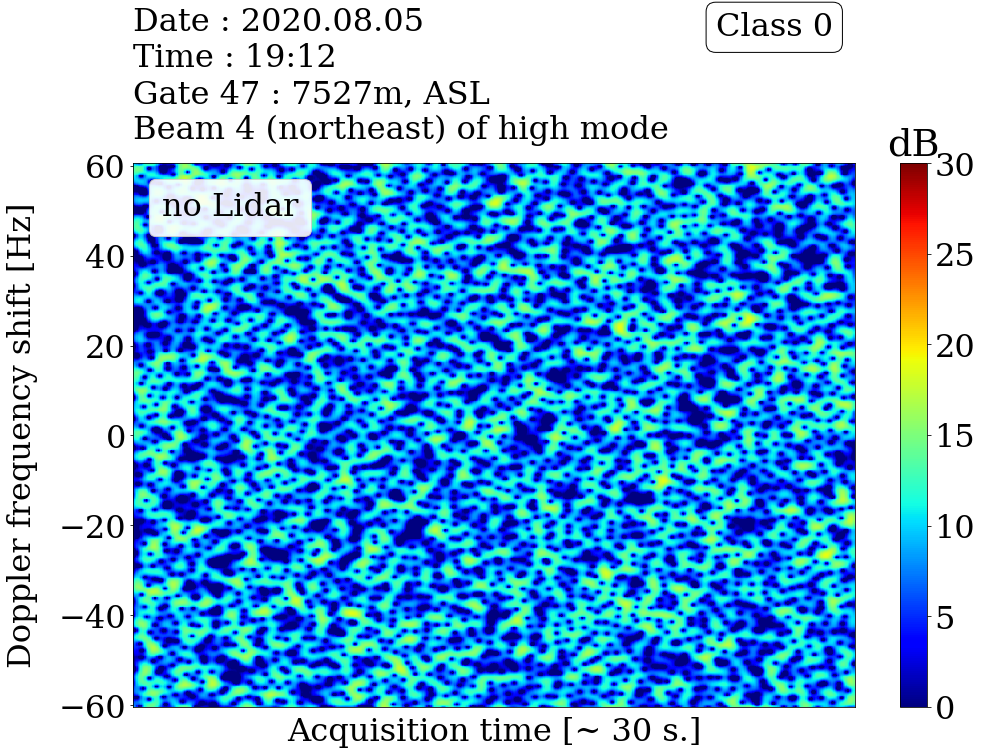 Date : 2020.08.05
Time : 19:12
Gate 47 : 7527m, ASL
Beam 4 (northeast) of high mode
Class 0
dB
no Lidar
Doppler frequency shift [Hz]
60
40
20
0
−20
−40
−60
Acquisition time [~ 30 s.]
30
25
20
15
10
5
0